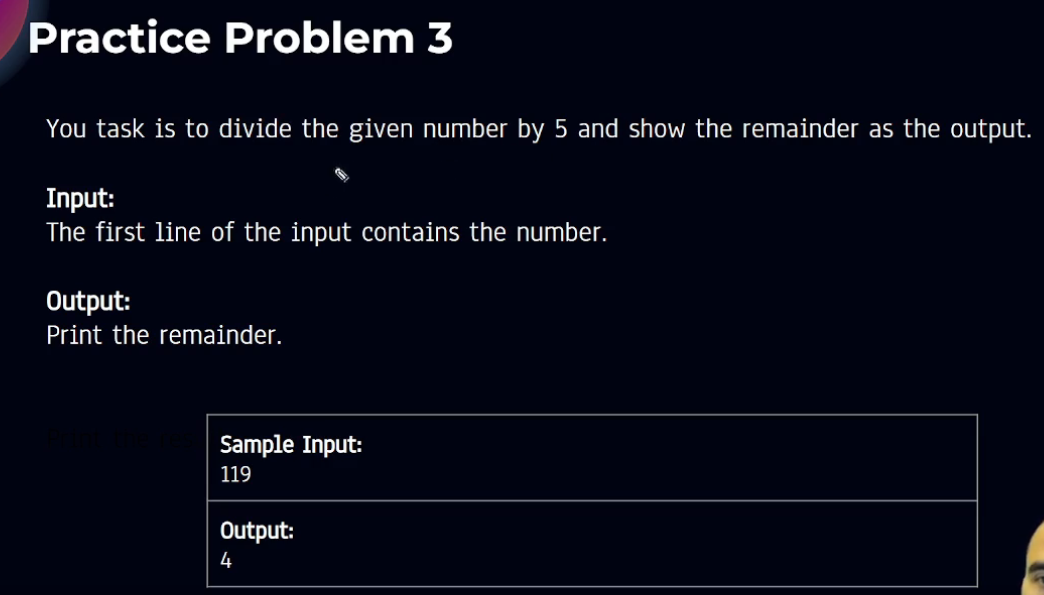 Practice Problem 3
You task is to divide the given number by 5 and show the remainder as the output.
Input:
The first line of the input contains the number.
Output:
Print the remainder.
Print the
Sample Input:
119
Output:
4